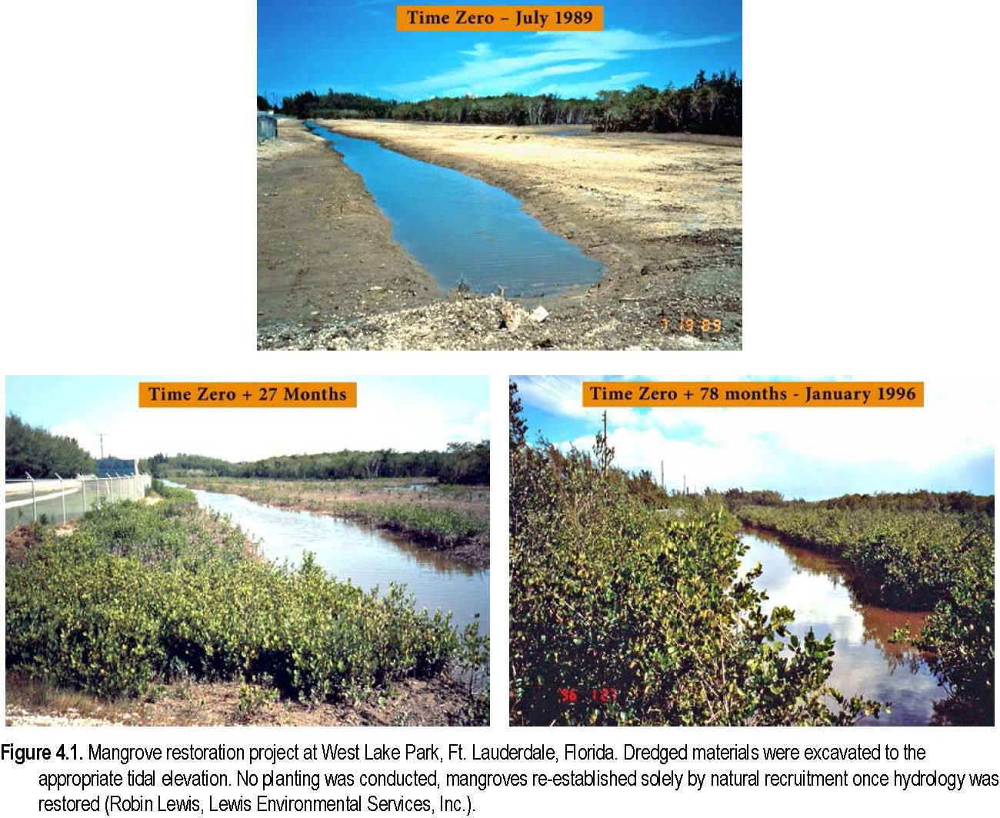 Time Zero – July 1989
7 19 89
Time Zero + 27 Months
Time Zero + 78 months - January 1996
96 1 27
Figure 4.1. Mangrove restoration project at West Lake Park, Ft. Lauderdale, Florida. Dredged materials were excavated to the
appropriate tidal elevation. No planting was conducted, mangroves re-established solely by natural recruitment once hydrology was
restored (Robin Lewis, Lewis Environmental Services, Inc.).